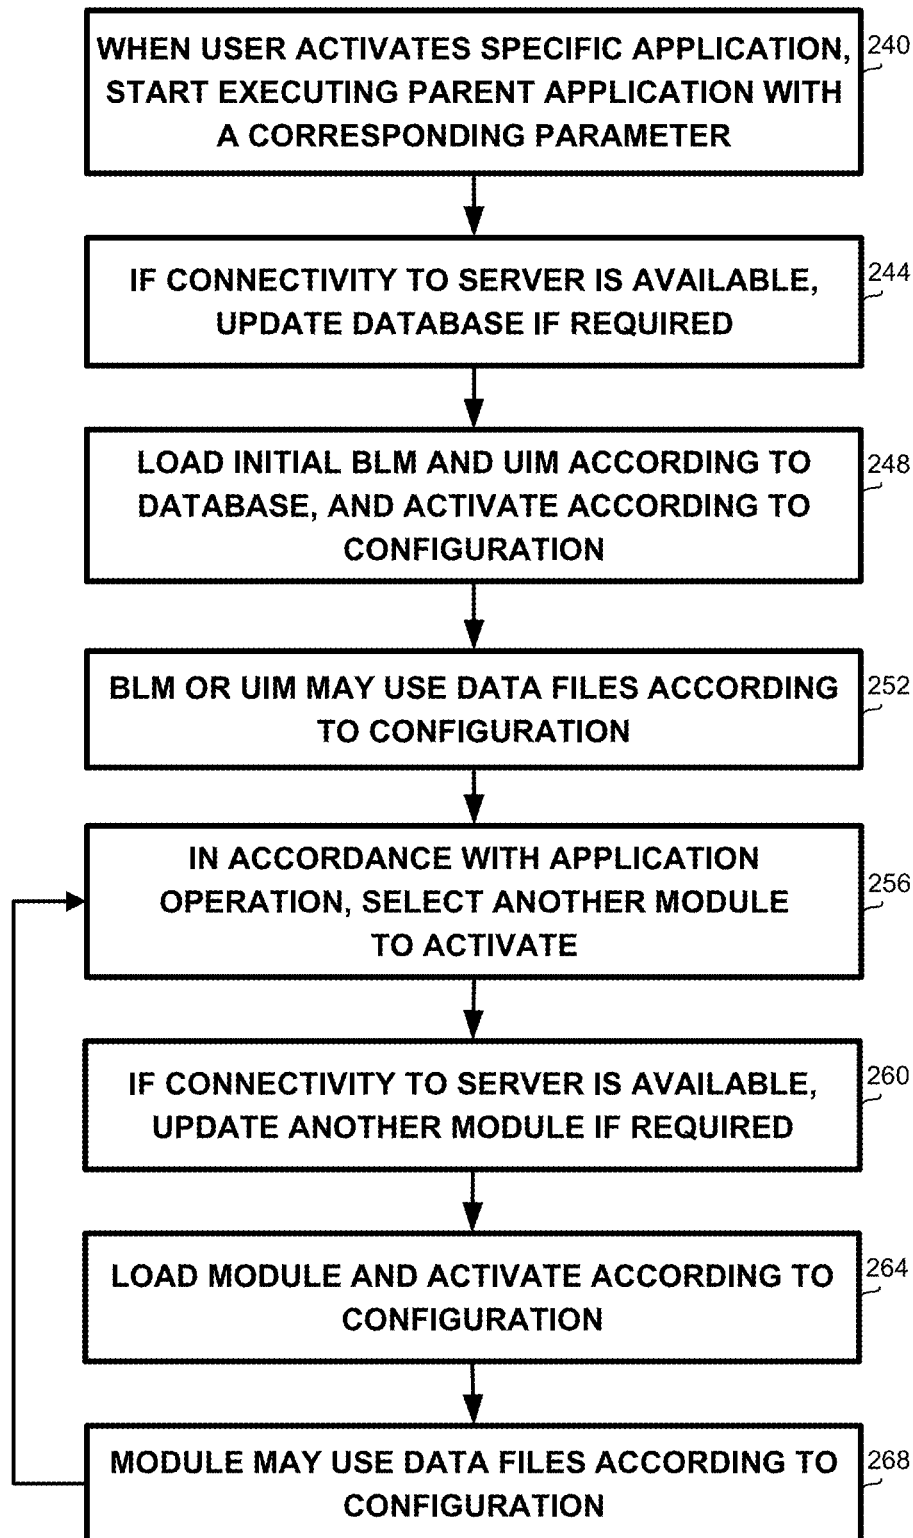 WHEN USER ACTIVATES SPECIFIC APPLICATION,
START EXECUTING PARENT APPLICATION WITH
A CORRESPONDING PARAMETER
240
IF CONNECTIVITY TO SERVER IS AVAILABLE,
UPDATE DATABASE IF REQUIRED
244
LOAD INITIAL BLM AND UIM ACCORDING TO
DATABASE, AND ACTIVATE ACCORDING TO
CONFIGURATION
248
BLM OR UIM MAY USE DATA FILES ACCORDING
TO CONFIGURATION
252
IN ACCORDANCE WITH APPLICATION
OPERATION, SELECT ANOTHER MODULE
TO ACTIVATE
256
IF CONNECTIVITY TO SERVER IS AVAILABLE,
UPDATE ANOTHER MODULE IF REQUIRED
260
LOAD MODULE AND ACTIVATE ACCORDING TO
CONFIGURATION
264
MODULE MAY USE DATA FILES ACCORDING TO
CONFIGURATION
268